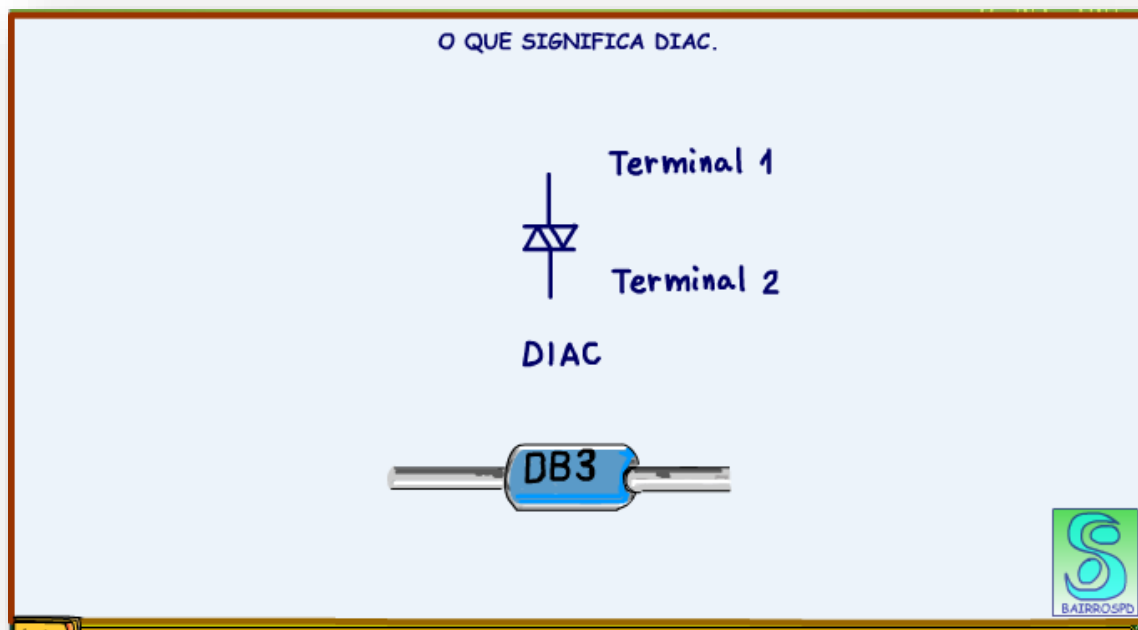 O QUE SIGNIFICA DIAC.
Terminal 1
Terminal 2
DIAC
DB3
BAIRROSPD